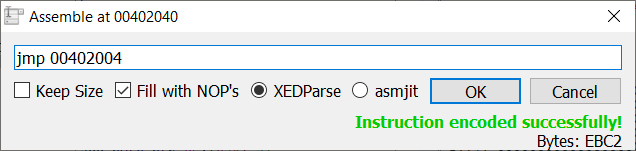 Assemble at 00402040
jmp 00402004
Keep Size Fill with NOP's XEDParse asmjit OK Cancel
Instruction encoded successfully!
Bytes: EBC2